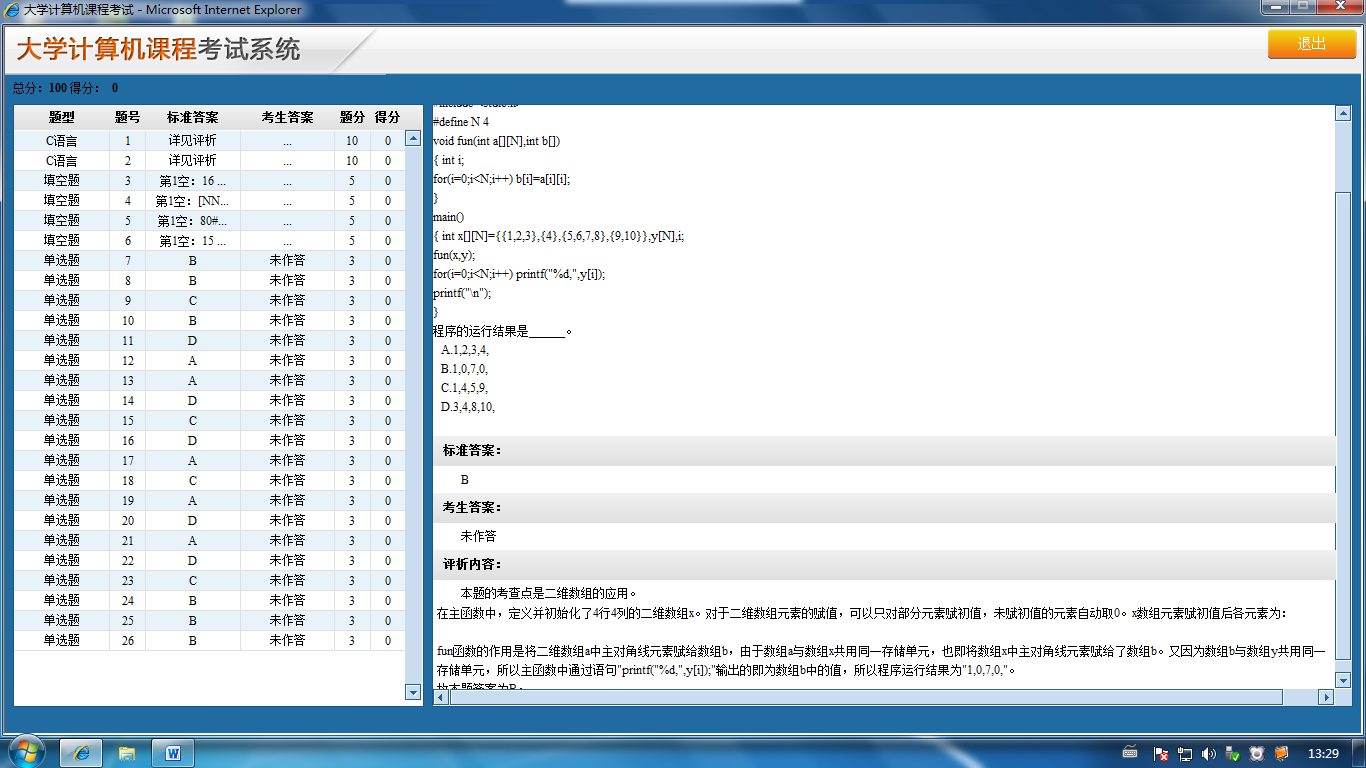 大学计算机课程考试 - Microsoft Internet Explorer
大学计算机课程考试系统
退出
总分：100 得分： 0
题型 题号 标准答案 考生答案 题分 得分
C语言 1 详见评析 ... 10 0
C语言 2 详见评析 ... 10 0
填空题 3 第1空：16 ... ... 5 0
填空题 4 第1空：[NN... ... 5 0
填空题 5 第1空：80#... ... 5 0
填空题 6 第1空：15 ... ... 5 0
单选题 7 B 未作答 3 0
单选题 8 B 未作答 3 0
单选题 9 C 未作答 3 0
单选题 10 B 未作答 3 0
单选题 11 D 未作答 3 0
单选题 12 A 未作答 3 0
单选题 13 A 未作答 3 0
单选题 14 D 未作答 3 0
单选题 15 C 未作答 3 0
单选题 16 D 未作答 3 0
单选题 17 A 未作答 3 0
单选题 18 C 未作答 3 0
单选题 19 A 未作答 3 0
单选题 20 D 未作答 3 0
单选题 21 A 未作答 3 0
单选题 22 D 未作答 3 0
单选题 23 C 未作答 3 0
单选题 24 B 未作答 3 0
单选题 25 B 未作答 3 0
单选题 26 B 未作答 3 0
#define N 4
void fun(int a[][N],int b[])
{ int i;
for(i=0;i<N;i++) b[i]=a[i][i];
}
main()
{ int x[][N]={{1,2,3},{4},{5,6,7,8},{9,10}},y[N],i;
fun(x,y);
for(i=0;i<N;i++) printf("%d,",y[i]);
printf("\n");
}
程序的运行结果是______。
A.1,2,3,4,
B.1,0,7,0,
C.1,4,5,9,
D.3,4,8,10,
标准答案：
B
考生答案：
未作答
评析内容：
本题的考查点是二维数组的应用。
在主函数中，定义并初始化了4行4列的二维数组x。对于二维数组元素的赋值，可以只对部分元素赋初值，未赋初值的元素自动取0。x数组元素赋初值后各元素为：
fun函数的作用是将二维数组a中主对角线元素赋给数组b，由于数组a与数组x共用同一存储单元，也即将数组x中主对角线元素赋给了数组b。又因为数组b与数组y共用同一
存储单元，所以主函数中通过语句"printf("%d,",y[i]);"输出的即为数组b中的值，所以程序运行结果为"1,0,7,0,"。
故本题答案为B。
13:29